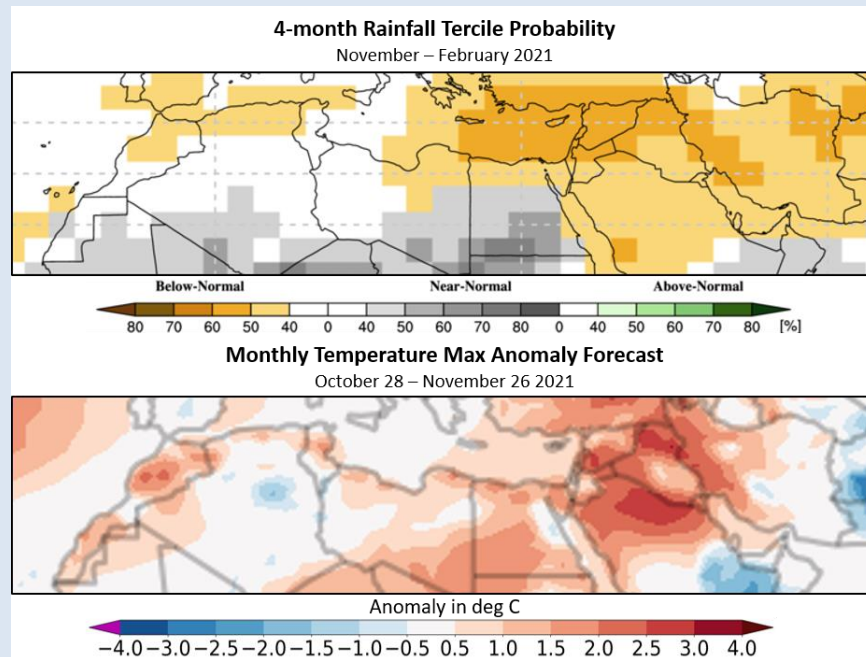 4-month Rainfall Tercile Probability
November – February 2021
Below-Normal Near-Normal Above-Normal
80 70 60 50 40 0 40 50 60 70 80 0 40 50 60 70 80 [%]
Monthly Temperature Max Anomaly Forecast
October 28 – November 26 2021
Anomaly in deg C
-4.0 -3.0 -2.5 -2.0 -1.5 -1.0 -0.5 0.5 1.0 1.5 2.0 2.5 3.0 4.0